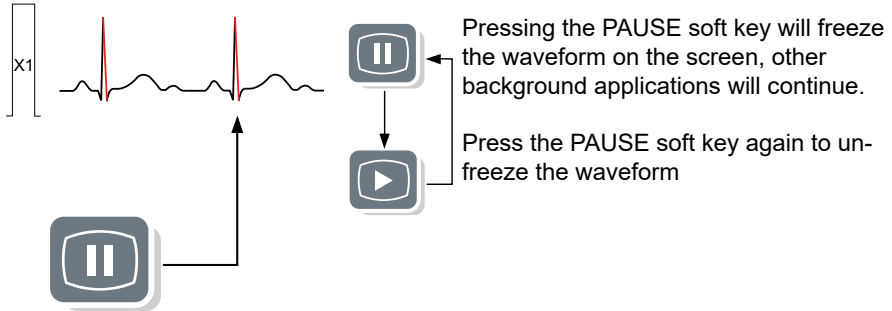 X1
Pressing the PAUSE soft key will freeze
the waveform on the screen, other
background applications will continue.
Press the PAUSE soft key again to un-
freeze the waveform